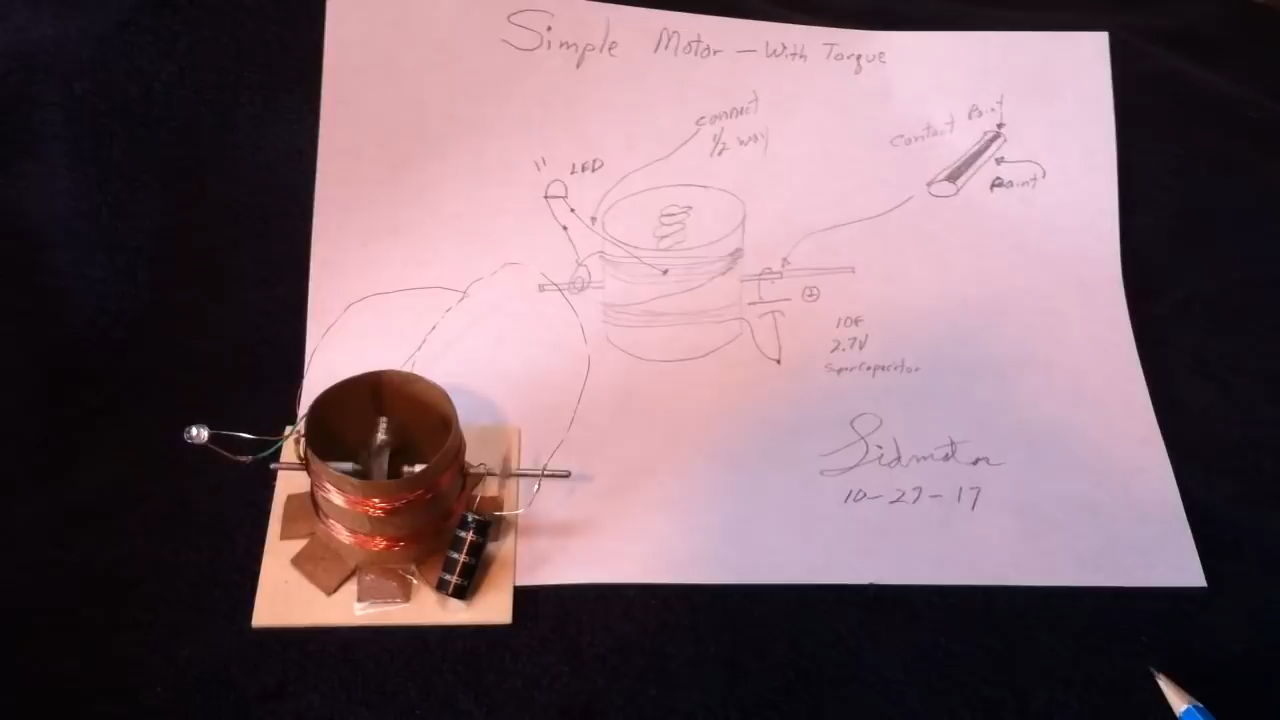 Simple Motor - With Torque
connect
1/2 way
Contact Point
Paint
" LED
+
10F
2.7V
SuperCapacitor
Sidmotor
10-27-17